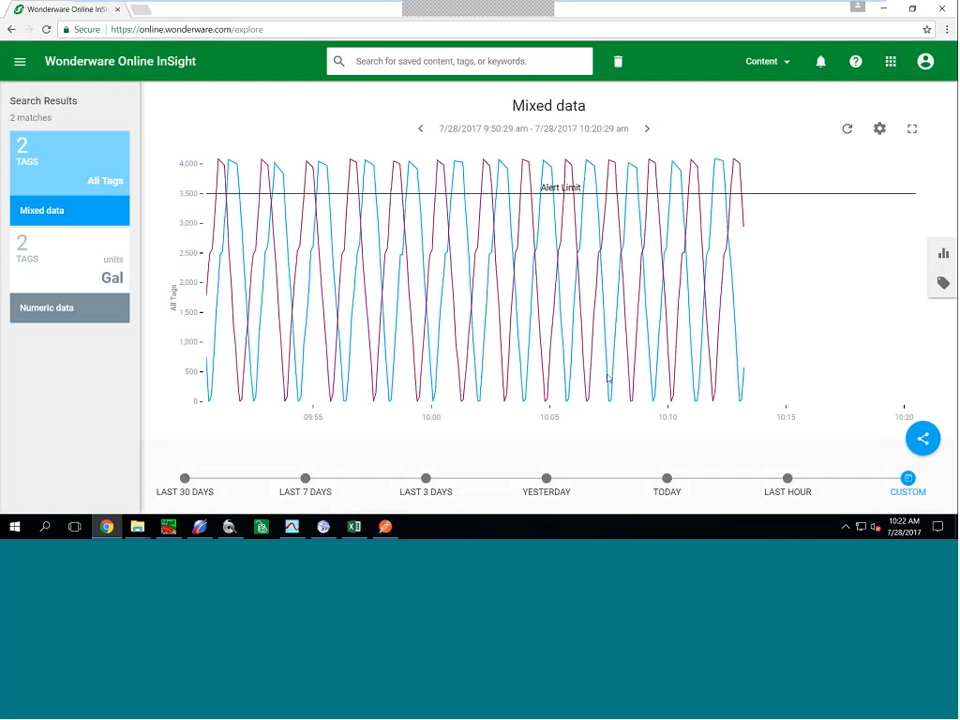 Wonderware Online InSi
Secure
https://online.wonderware.com/explore
Wonderware Online InSight
Search for saved content, tags, or keywords.
Content
Search Results
2 matches
2
TAGS
All Tags
Mixed data
2
TAGS
units
Gal
Numeric data
Mixed data
7/28/2017 9:50:29 am - 7/28/2017 10:20:29 am
4,000
3,500
3,000
2,500
2,000
1,500
1,000
500
0
All Tags
Alert Limit
09:55
10:00
10:05
10:10
10:15
10:20
LAST 30 DAYS
LAST 7 DAYS
LAST 3 DAYS
YESTERDAY
TODAY
LAST HOUR
CUSTOM
10:22 AM
7/28/2017